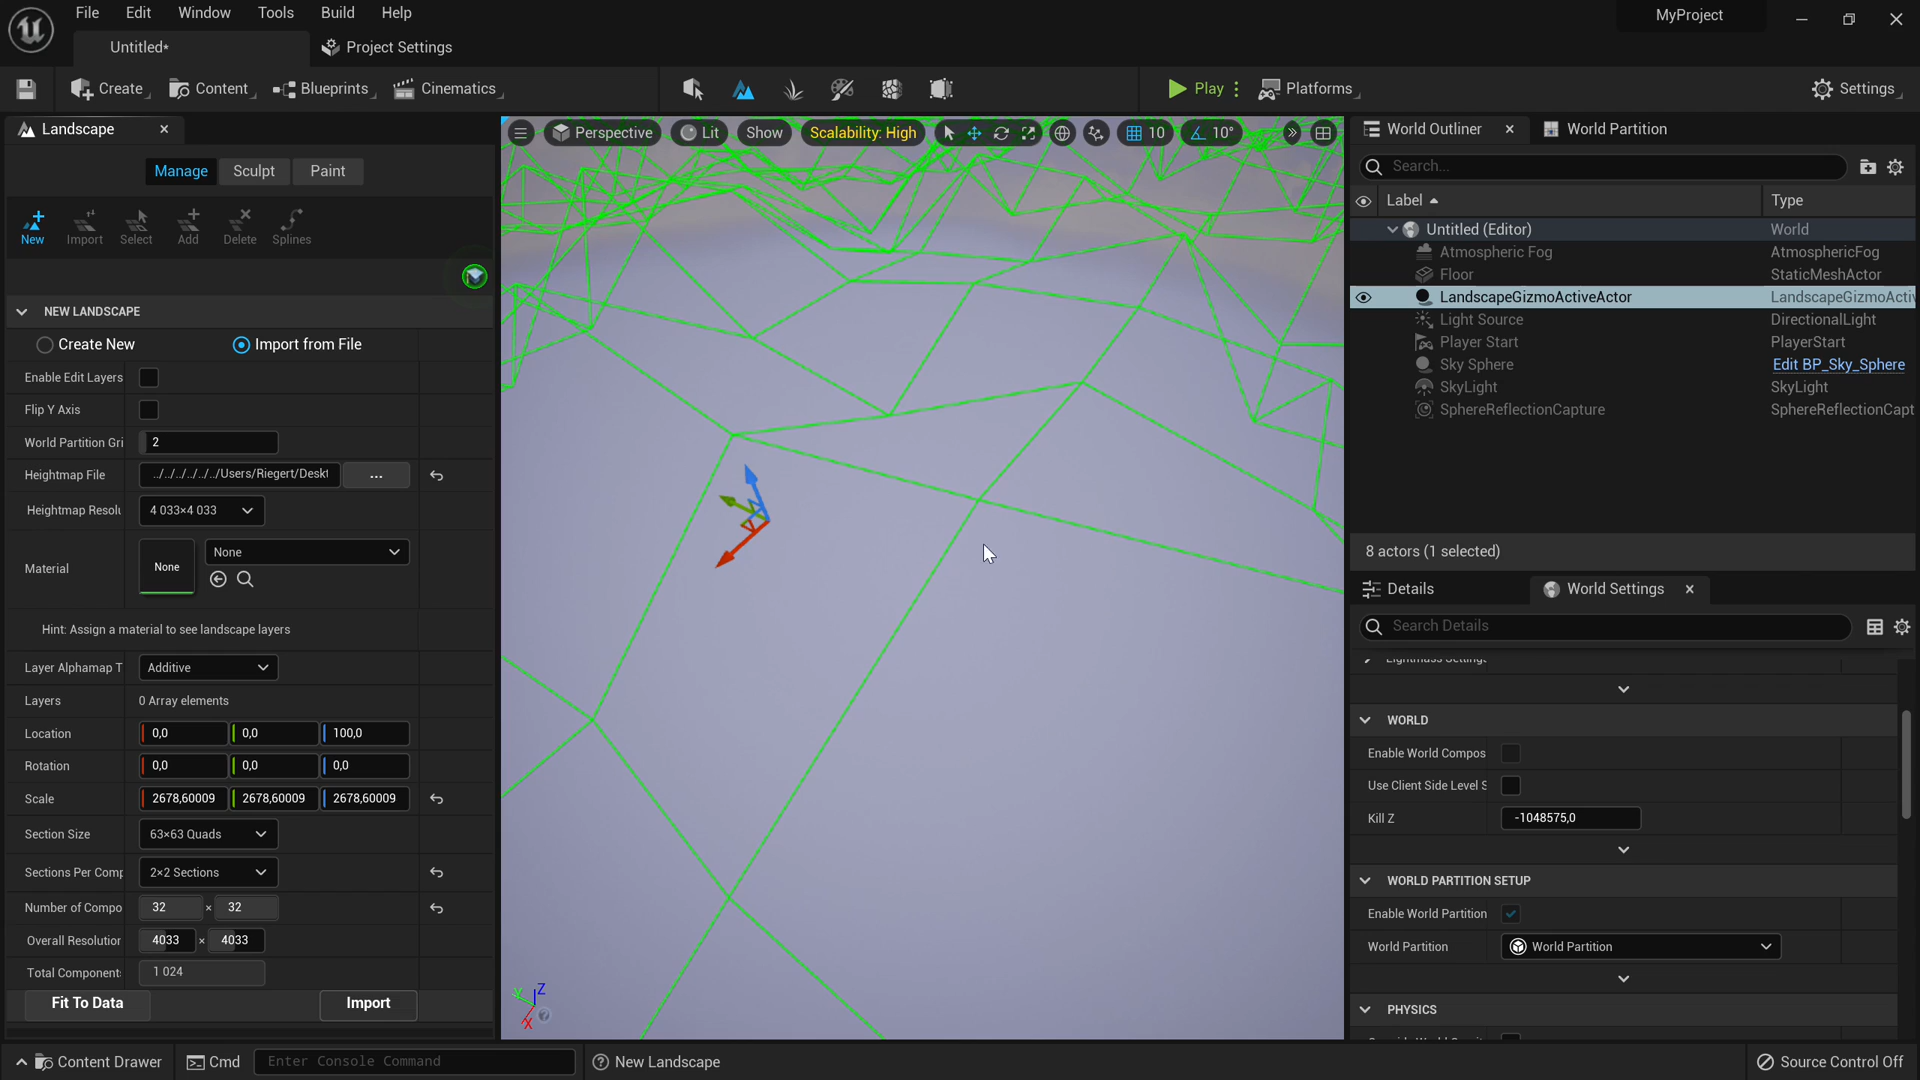 File Edit Window Tools Build Help
MyProject
Untitled*
Project Settings
Create
Content
Blueprints
Cinematics
Play
Platforms
Settings
Landscape
Manage
Sculpt
Paint
New
Import
Select
Add
Delete
Splines
NEW LANDSCAPE
Create New
Import from File
Enable Edit Layers
Flip Y Axis
World Partition Gri
2
Heightmap File
../../../../../../Users/Riegert/Deskt
...
Heightmap Resolu
4 033×4 033
Material
None
None
Hint: Assign a material to see landscape layers
Layer Alphamap T
Additive
Layers
0 Array elements
Location
0,0
0,0
100,0
Rotation
0,0
0,0
0,0
Scale
2678,60009
2678,60009
2678,60009
Section Size
63×63 Quads
Sections Per Comp
2×2 Sections
Number of Compo
32 × 32
Overall Resolution
4033 × 4033
Total Components
1 024
Fit To Data
Import
Perspective
Lit
Show
Scalability: High
10
10°
Z
Y
X
World Outliner
World Partition
Search...
Label
Type
Untitled (Editor)
World
Atmospheric Fog
AtmosphericFog
Floor
StaticMeshActor
LandscapeGizmoActiveActor
LandscapeGizmoActiv
Light Source
DirectionalLight
Player Start
PlayerStart
Sky Sphere
Edit BP_Sky_Sphere
SkyLight
SkyLight
SphereReflectionCapture
SphereReflectionCapt
8 actors (1 selected)
Details
World Settings
Search Details
Lightmass Settings
WORLD
Enable World Compos
Use Client Side Level S
Kill Z
-1048575,0
WORLD PARTITION SETUP
Enable World Partition
World Partition
World Partition
PHYSICS
Content Drawer
Cmd
Enter Console Command
New Landscape
Source Control Off